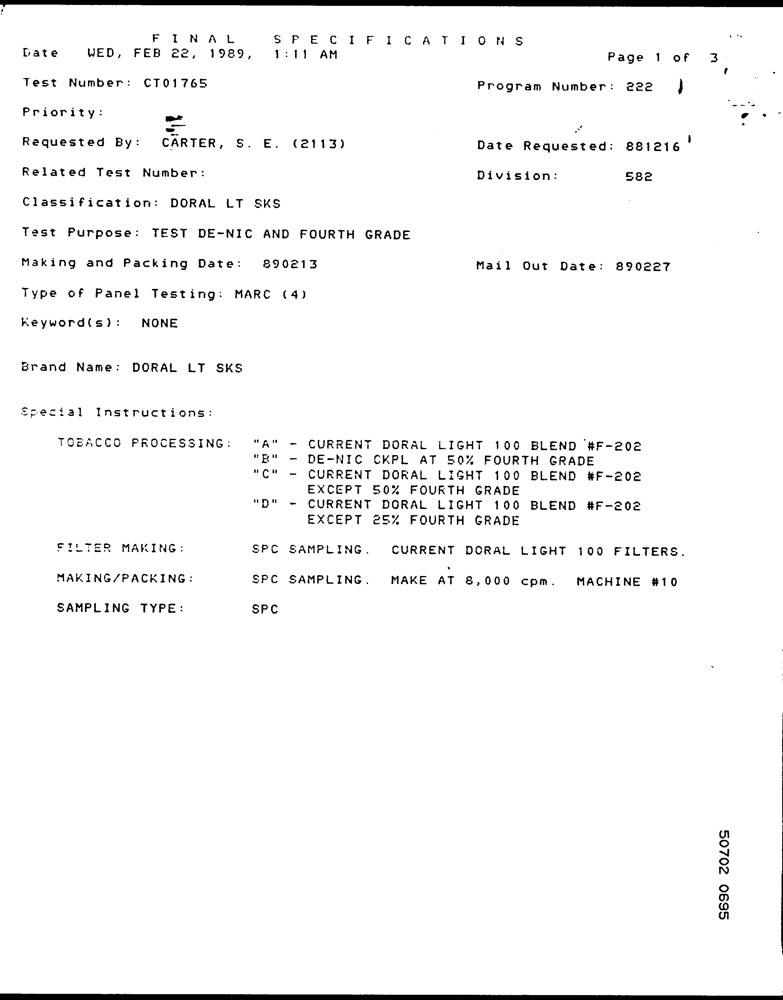 F I N A L   S P E C I F I C A T I O N S
Date WED, FEB 22, 1989, 1:11 AM
Page 1 of 3
Test Number: CT01765 Program Number: 222
Priority:
Requested By: CARTER, S. E. (2113) Date Requested: 881216
Related Test Number: Division: 582
Classification: DORAL LT SKS
Test Purpose: TEST DE-NIC AND FOURTH GRADE
Making and Packing Date: 890213 Mail Out Date: 890227
Type of Panel Testing: MARC (4)
Keyword(s): NONE
Brand Name: DORAL LT SKS
Special Instructions:
TOBACCO PROCESSING: "A" - CURRENT DORAL LIGHT 100 BLEND #F-202
"B" - DE-NIC CKPL AT 50% FOURTH GRADE
"C" - CURRENT DORAL LIGHT 100 BLEND #F-202
EXCEPT 50% FOURTH GRADE
"D" - CURRENT DORAL LIGHT 100 BLEND #F-202
EXCEPT 25% FOURTH GRADE
FILTER MAKING: SPC SAMPLING. CURRENT DORAL LIGHT 100 FILTERS.
MAKING/PACKING: SPC SAMPLING. MAKE AT 8,000 cpm. MACHINE #10
SAMPLING TYPE: SPC
50702 0695